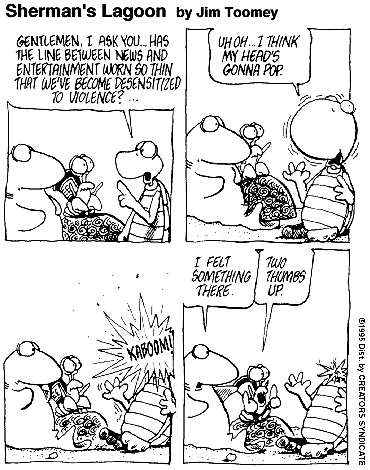 Sherman's Lagoon by Jim Toomey
GENTLEMEN, I ASK YOU... HAS
THE LINE BETWEEN NEWS AND
ENTERTAINMENT WORN SO THIN
THAT WE'VE BECOME DESENSITIZED
TO VIOLENCE? ...
UH OH... I THINK
MY HEAD'S
GONNA POP.
KABOOM!
I FELT
SOMETHING
THERE.
TWO
THUMBS
UP.
©1995 Dist. by CREATORS SYNDICATE